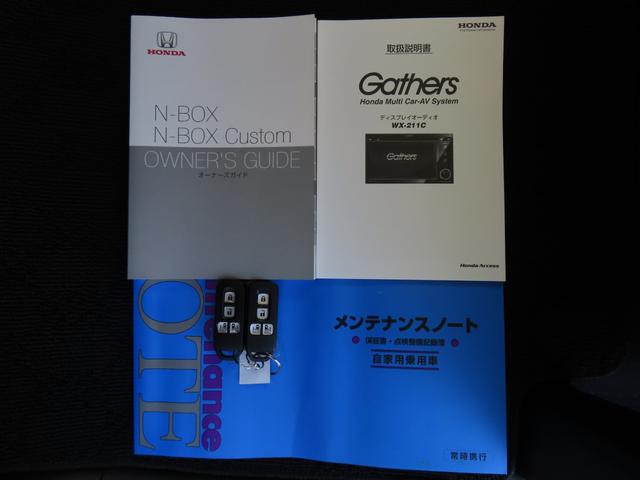 HONDA
N-BOX
N-BOX Custom
OWNER'S GUIDE
オーナーズガイド
HONDA
取扱説明書
Gathers
Honda Multi Car-AV System
ディスプレイオーディオ
WX-211C
Gathers
Honda Access
メンテナンスノート
保証書・点検整備記録簿
自家用乗用車
常時携行
intenance
OTE